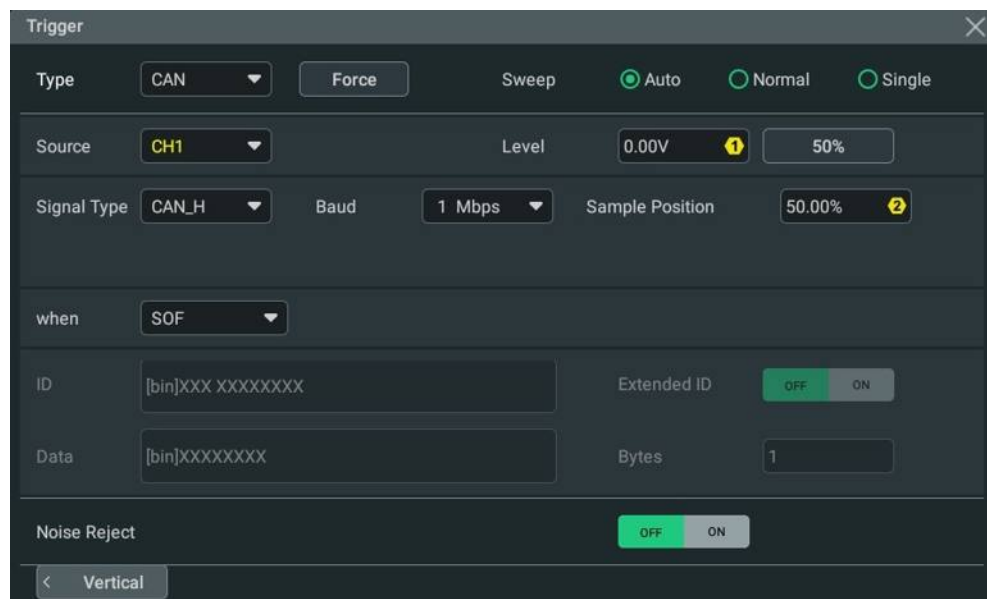 Trigger
Type CAN Force Sweep Auto Normal Single
Source CH1 Level 0.00V 1 50%
Signal Type CAN_H Baud 1 Mbps Sample Position 50.00% 2
when SOF
ID [bin]XXX XXXXXXXX Extended ID OFF ON
Data [bin]XXXXXXXX Bytes 1
Noise Reject OFF ON
< Vertical